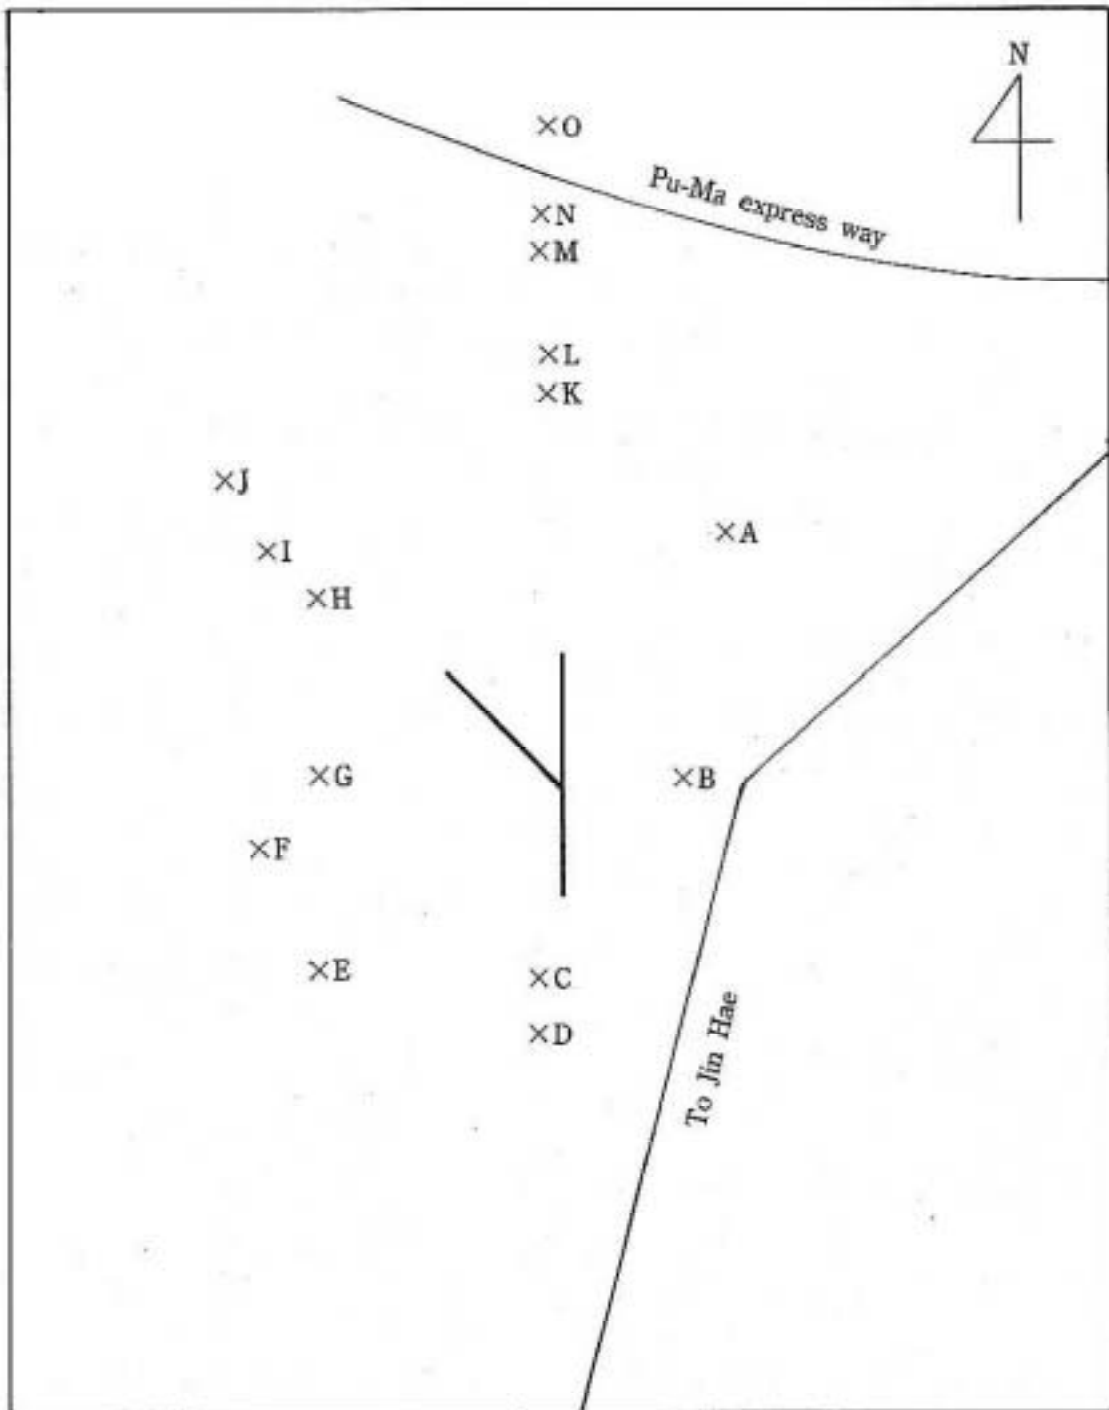 N
×O
Pu-Ma express way
×N
×M
×L
×K
×J
×A
×I
×H
×G
×B
×F
×E
×C
×D
To Jin Hae